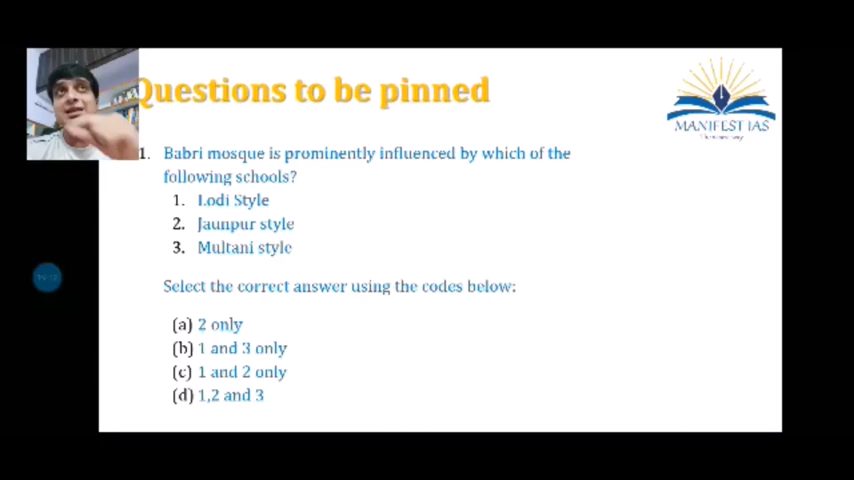 Questions to be pinned
MANIFEST IAS
1. Babri mosque is prominently influenced by which of the
following schools?
1. Lodi Style
2. Jaunpur style
3. Multani style
Select the correct answer using the codes below:
(a) 2 only
(b) 1 and 3 only
(c) 1 and 2 only
(d) 1,2 and 3